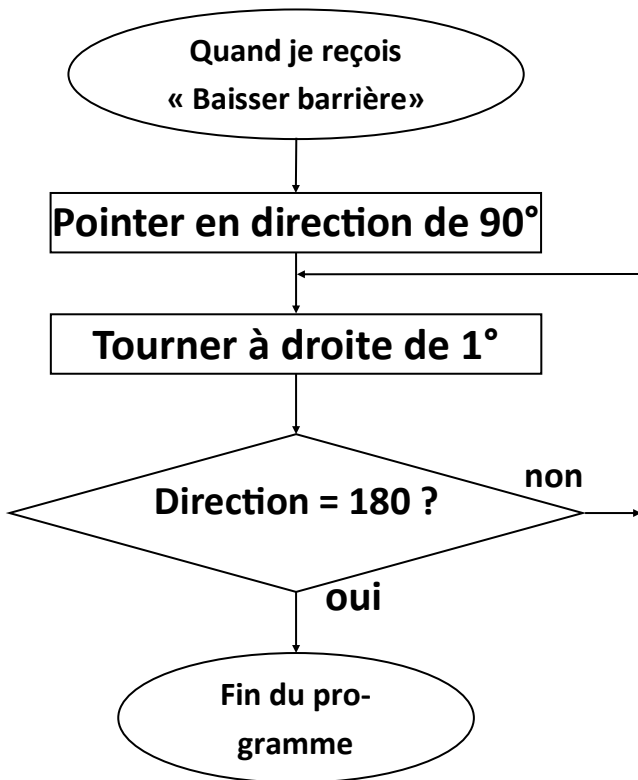 Quand je reçois
« Baisser barrière»
Pointer en direction de 90°
Tourner à droite de 1°
Direction = 180 ?
non
oui
Fin du pro-
gramme